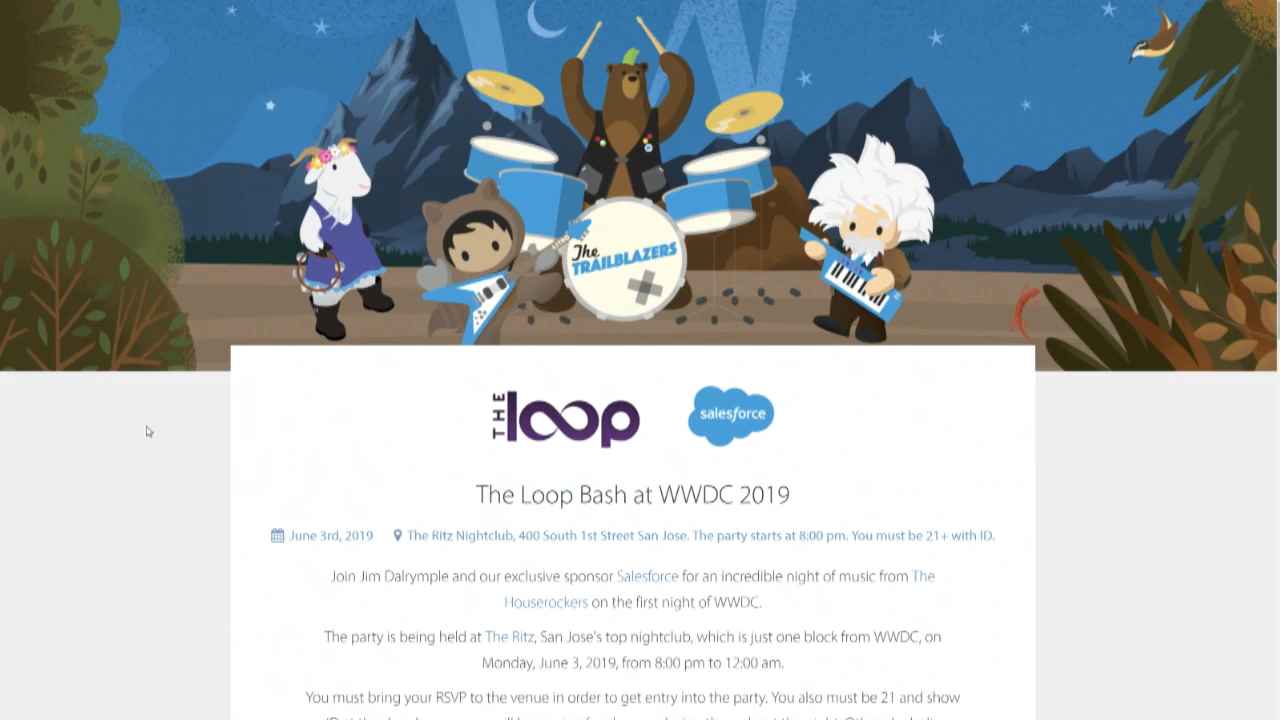 The
TRAILBLAZERS
THE loop
salesforce
The Loop Bash at WWDC 2019
June 3rd, 2019 The Ritz Nightclub, 400 South 1st Street San Jose. The party starts at 8:00 pm. You must be 21+ with ID.
Join Jim Dalrymple and our exclusive sponsor Salesforce for an incredible night of music from The
Houserockers on the first night of WWDC.
The party is being held at The Ritz, San Jose's top nightclub, which is just one block from WWDC, on
Monday, June 3, 2019, from 8:00 pm to 12:00 am.
You must bring your RSVP to the venue in order to get entry into the party. You also must be 21 and show